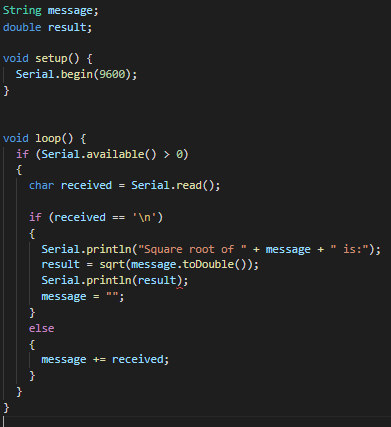 String message;
double result;
void setup() {
Serial.begin(9600);
}
void loop() {
if (Serial.available() > 0)
{
char received = Serial.read();
if (received == '\n')
{
Serial.println("Square root of " + message + " is:");
result = sqrt(message.toDouble());
Serial.println(result);
message = "";
}
else
{
message += received;
}
}
}